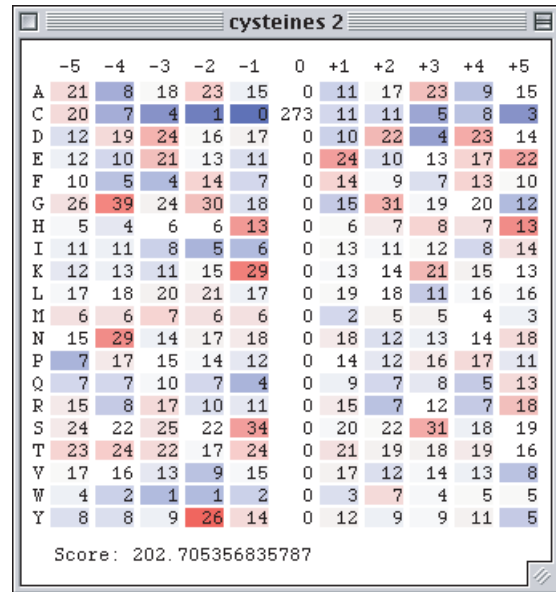 cysteines 2
-5 -4 -3 -2 -1 0 +1 +2 +3 +4 +5
A 21 8 18 23 15 0 11 17 23 9 15
C 20 7 4 1 0 273 11 11 5 8 3
D 12 19 24 16 17 0 10 22 4 23 14
E 12 10 21 13 11 0 24 10 13 17 22
F 10 5 4 14 7 0 14 9 7 13 10
G 26 39 24 30 18 0 15 31 19 20 12
H 5 4 6 6 13 0 6 7 8 7 13
I 11 11 8 5 6 0 13 11 12 8 14
K 12 13 11 15 29 0 13 14 21 15 13
L 17 18 20 21 17 0 19 18 11 16 16
M 6 6 7 6 6 0 2 5 5 4 3
N 15 29 14 17 18 0 18 12 13 14 18
P 7 17 15 14 12 0 14 12 16 17 11
Q 7 7 10 7 4 0 9 7 8 5 13
R 15 8 17 10 11 0 15 7 12 7 18
S 24 22 25 22 34 0 20 22 31 18 19
T 23 24 22 17 24 0 21 19 18 19 16
V 17 16 13 9 15 0 17 12 14 13 8
W 4 2 1 1 2 0 3 7 4 5 5
Y 8 8 9 26 14 0 12 9 9 11 5
Score: 202.705356835787